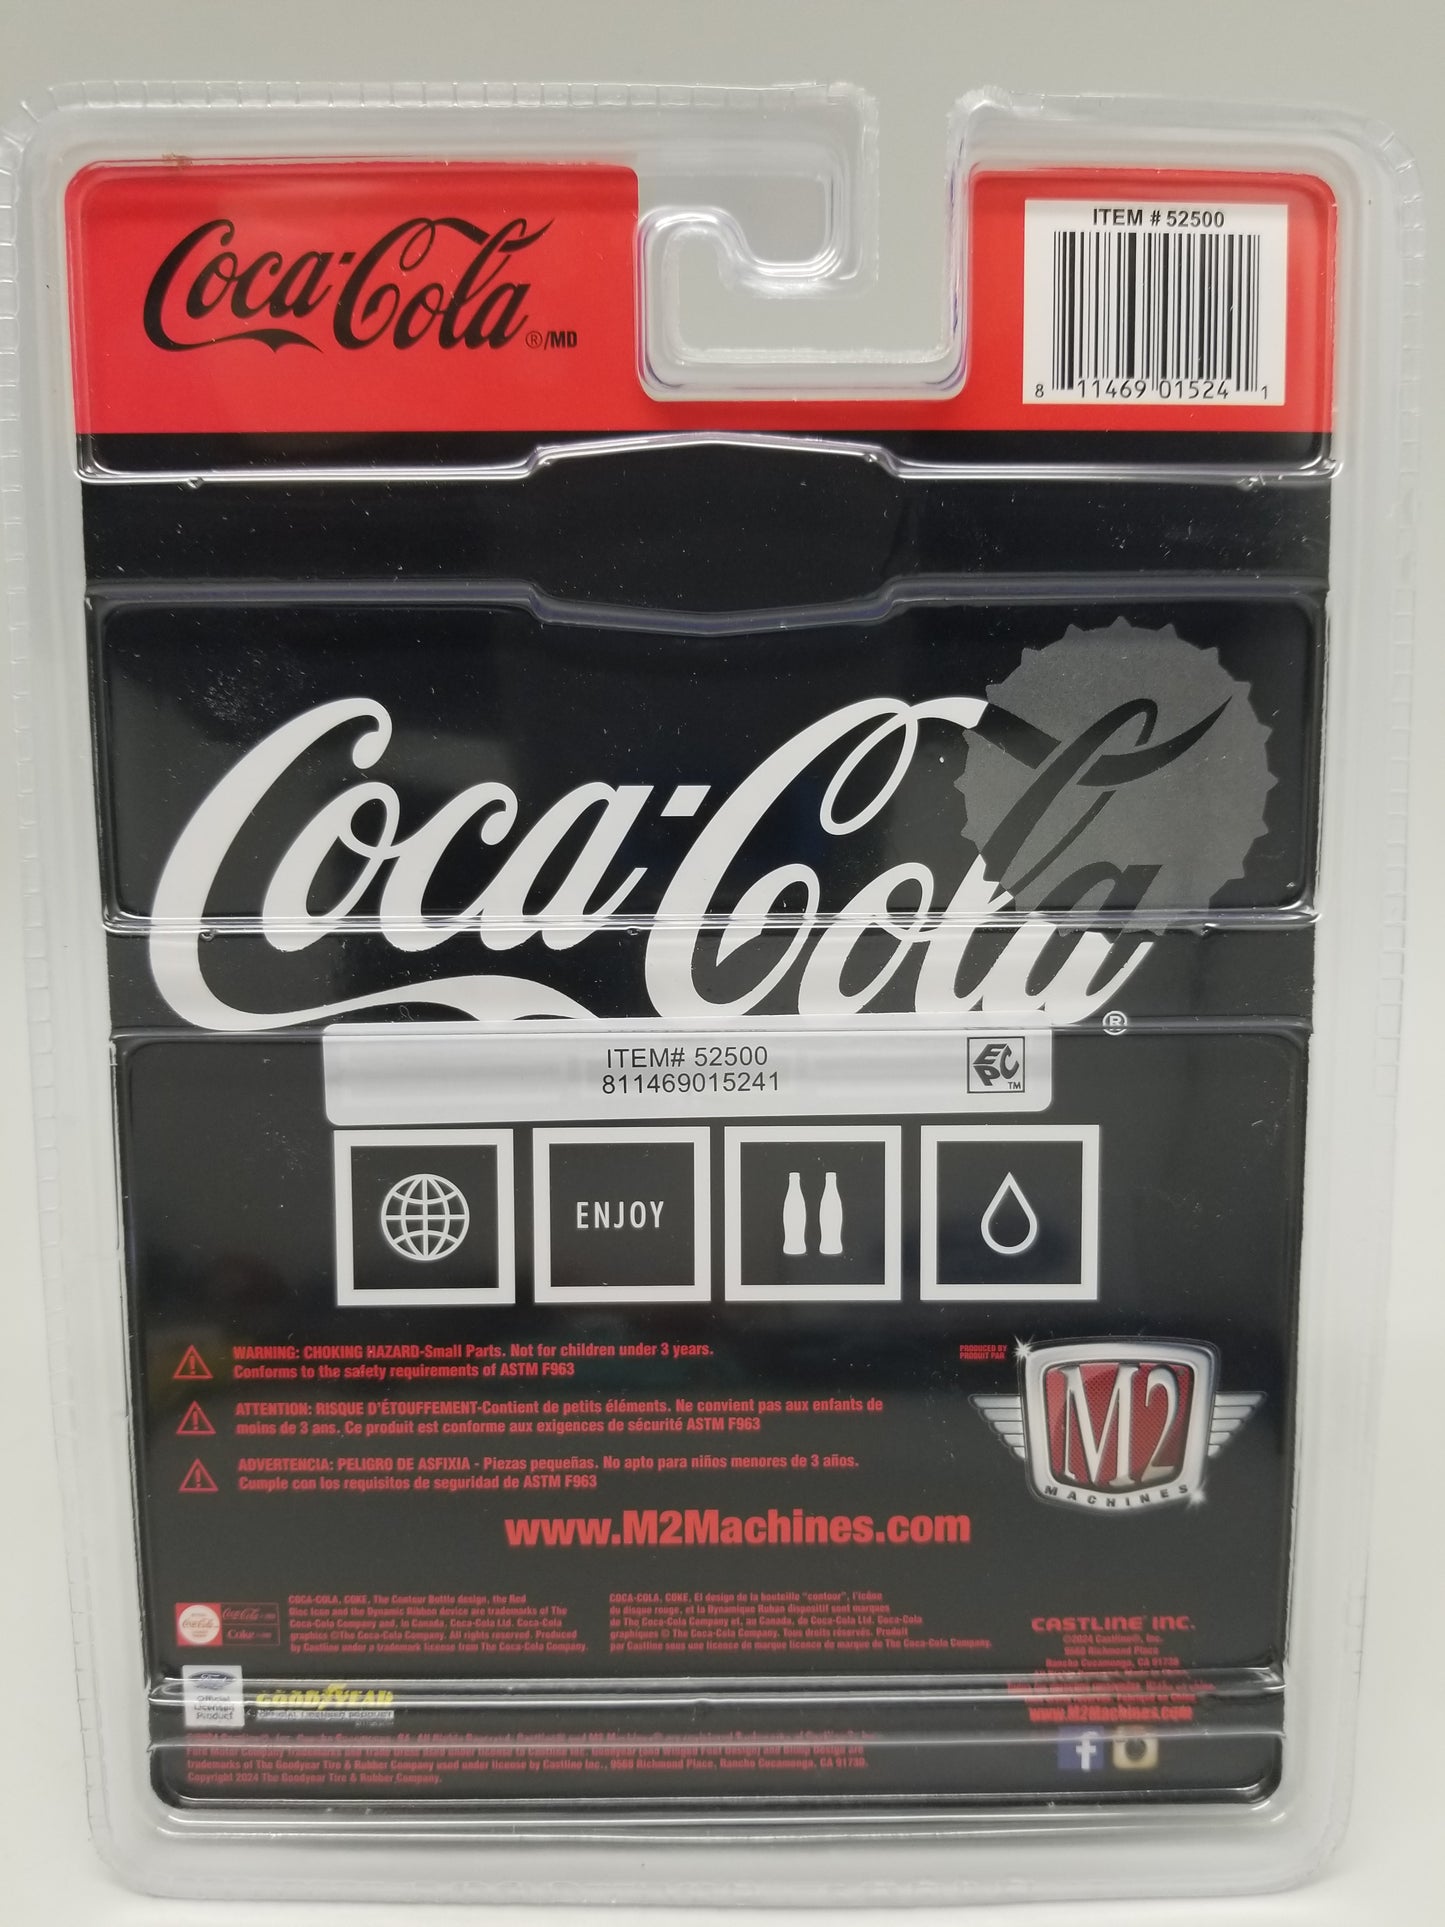 Coca-Cola ®/MD
ITEM # 52500
8 11469 01524 1
Coca-Cola ®
ITEM# 52500
811469015241
EPC TM
ENJOY
WARNING: CHOKING HAZARD-Small Parts. Not for children under 3 years.
Conforms to the safety requirements of ASTM F963
ATTENTION: RISQUE D'ÉTOUFFEMENT-Contient de petits éléments. Ne convient pas aux enfants de
moins de 3 ans. Ce produit est conforme aux exigences de sécurité ASTM F963
ADVERTENCIA: PELIGRO DE ASFIXIA - Piezas pequeñas. No apto para niños menores de 3 años.
Cumple con los requisitos de seguridad de ASTM F963
PRODUCED BY
PRODUIT PAR
M2
MACHINES
www.M2Machines.com
Coca-Cola
Coca-Cola
Coke
COCA-COLA, COKE, The Contour Bottle design, the Red
Disc Icon and the Dynamic Ribbon device are trademarks of The
Coca-Cola Company and, in Canada, Coca-Cola Ltd. Coca-Cola
graphics ©The Coca-Cola Company. All rights reserved. Produced
by Castline under a trademark license from The Coca-Cola Company.
COCA-COLA, COKE, El design de la bouteille "contour", l'icône
du disque rouge, et la Dynamique Ruban dispositif sont marques
de The Coca-Cola Company et, au Canada, de Coca-Cola Ltd. Coca-Cola
graphiques © The Coca-Cola Company. Tous droits réservés. Produit
par Castline sous une licence de marque licence de marque de The Coca-Cola Company.
CASTLINE INC.
©2024 Castline®, Inc.
9568 Richmond Place
Rancho Cucamonga, CA 91730
www.M2Machines.com
Ford
Official
Licensed
Product
GOODYEAR
OFFICIAL LICENSED PRODUCT
Ford Motor Company Trademarks and Trade Dress used under license to Castline Inc. Goodyear (and Winged Foot Design) and Blimp Design are
trademarks of The Goodyear Tire & Rubber Company used under license by Castline Inc., 9568 Richmond Place, Rancho Cucamonga, CA 91730.
Copyright 2024 The Goodyear Tire & Rubber Company.
f